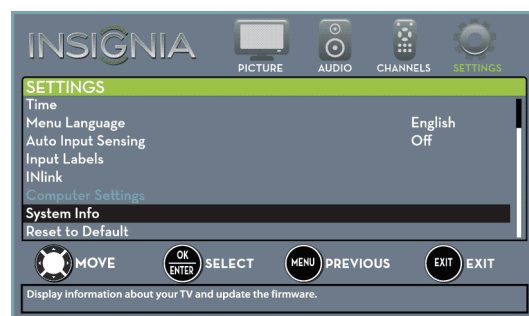 INSIGNIA
PICTURE AUDIO CHANNELS SETTINGS
SETTINGS
Time
Menu Language English
Auto Input Sensing Off
Input Labels
INlink
Computer Settings
System Info
Reset to Default
MOVE OK ENTER SELECT MENU PREVIOUS EXIT EXIT
Display information about your TV and update the firmware.